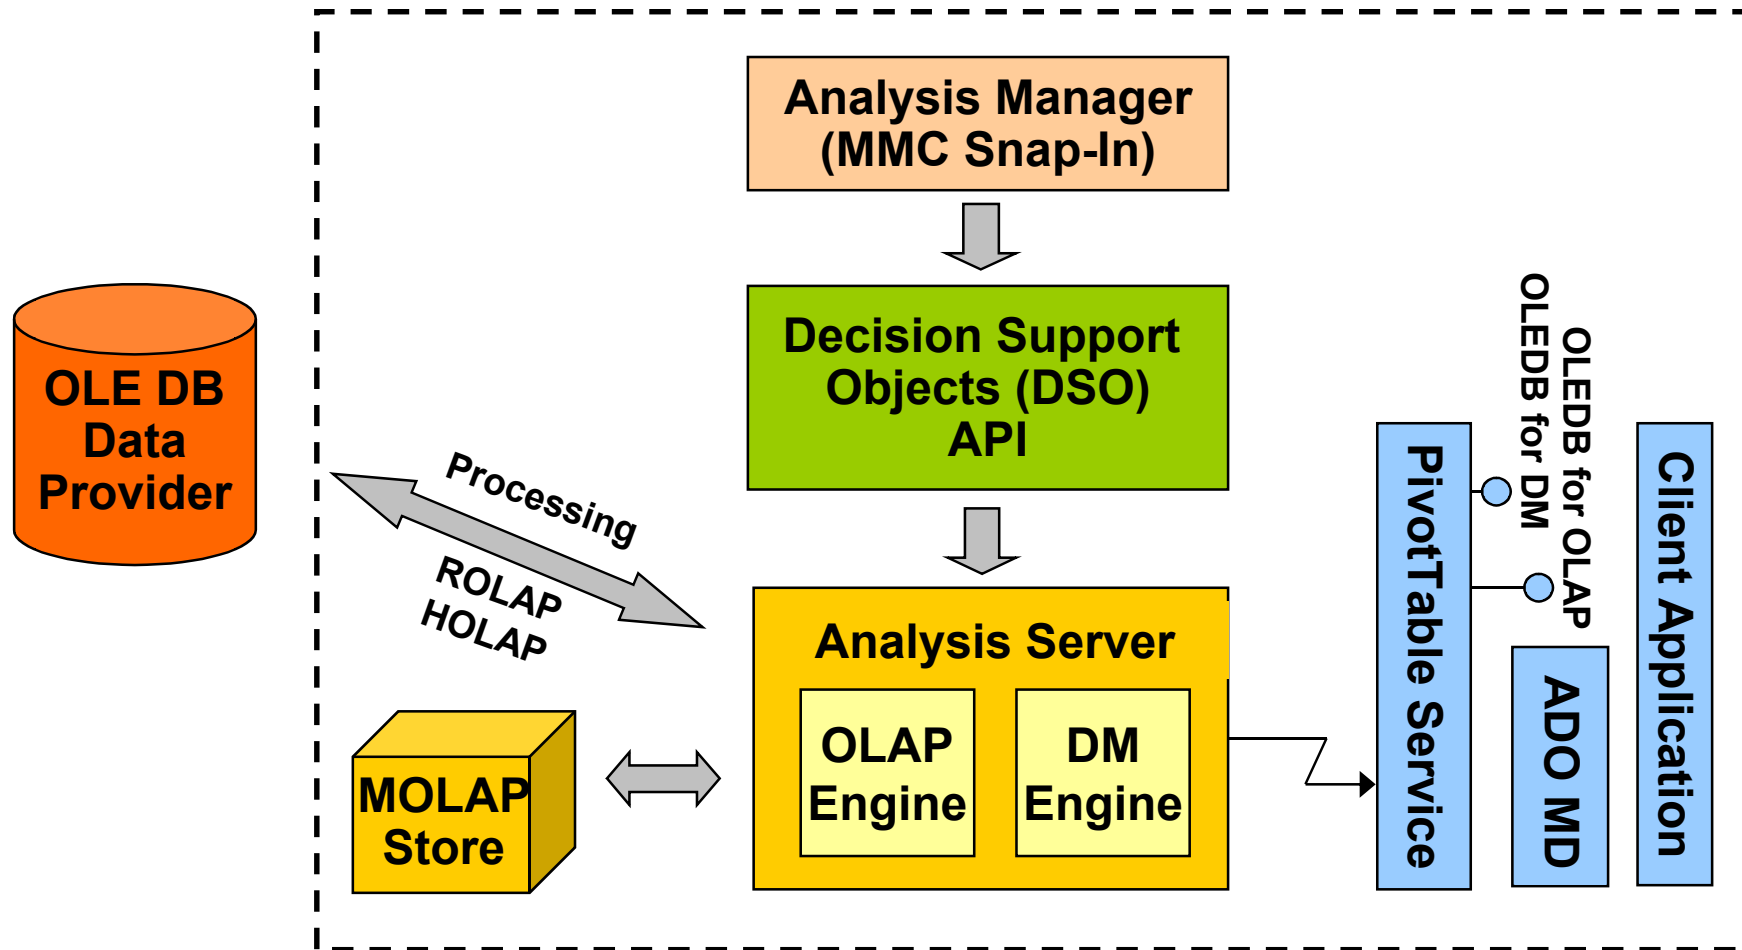 Analysis Manager
(MMC Snap-In)
Decision Support
Objects (DSO)
API
OLE DB
Data
Provider
Processing
ROLAP
HOLAP
Analysis Server
OLAP
Engine
DM
Engine
MOLAP
Store
PivotTable Service
OLEDB for OLAP
OLEDB for DM
ADO MD
Client Application